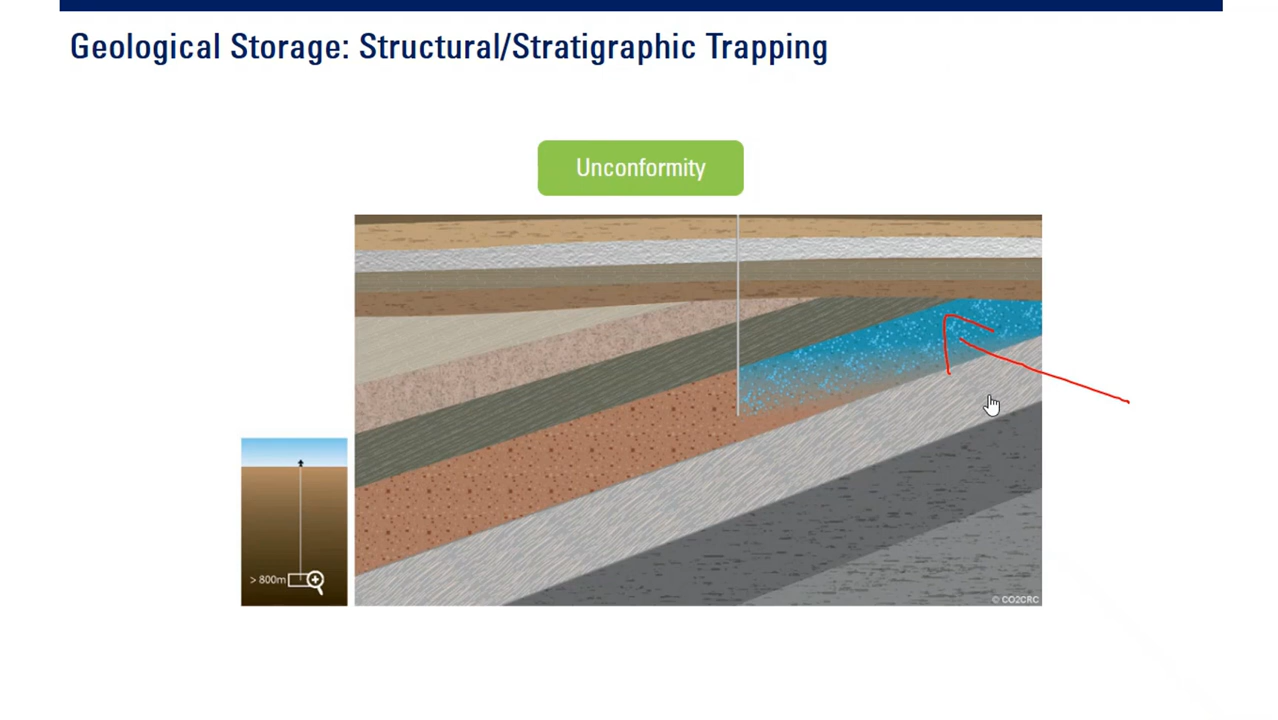 Geological Storage: Structural/Stratigraphic Trapping
Unconformity
> 800m
© CO2CRC